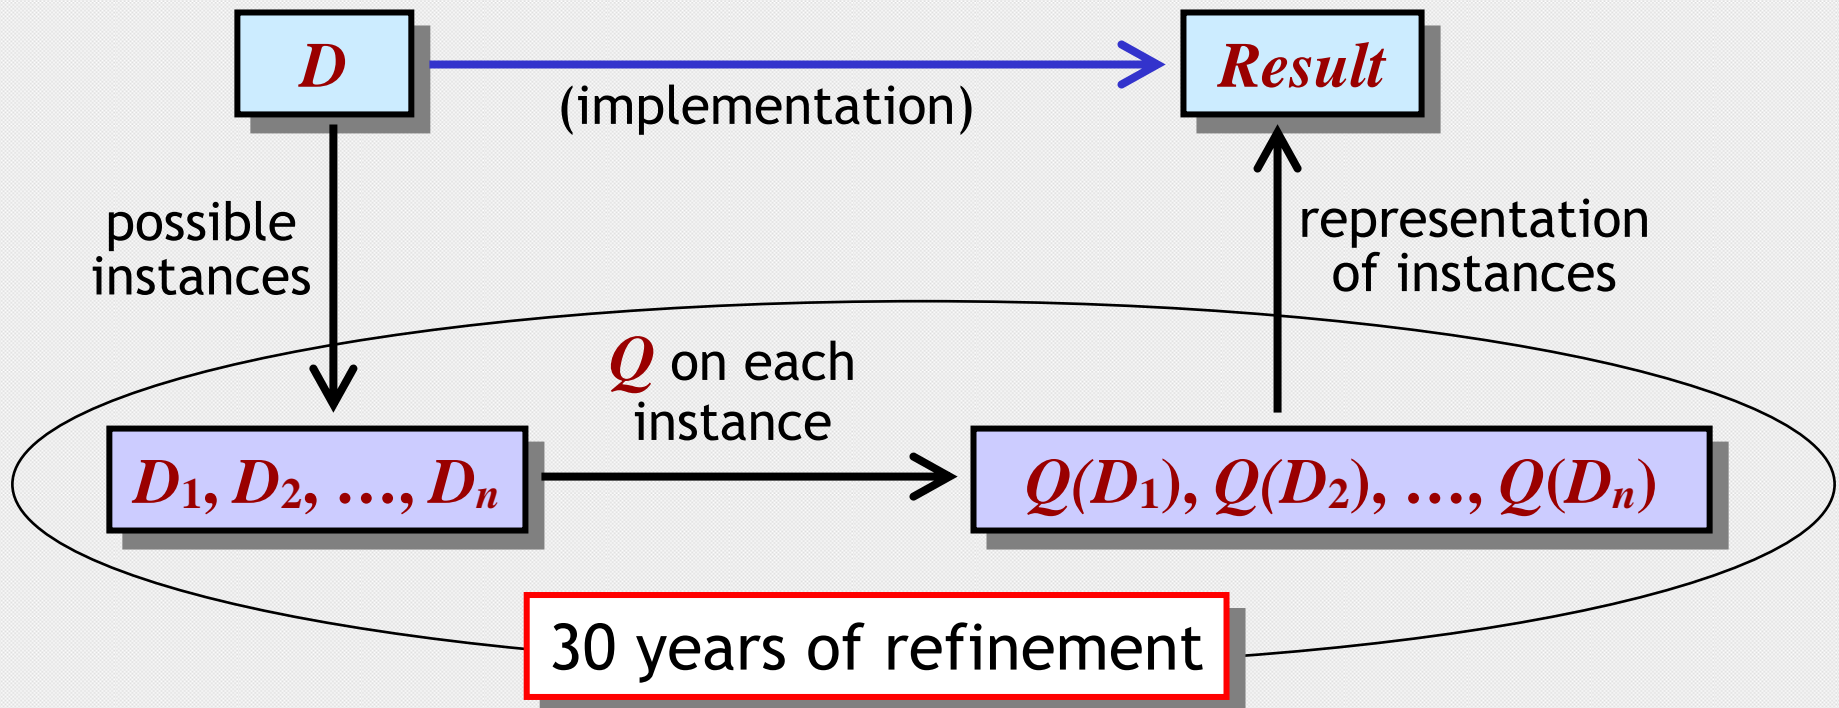 D
Result
(implementation)
possible
instances
representation
of instances
Q on each
instance
D1, D2, …, Dn
Q(D1), Q(D2), …, Q(Dn)
30 years of refinement